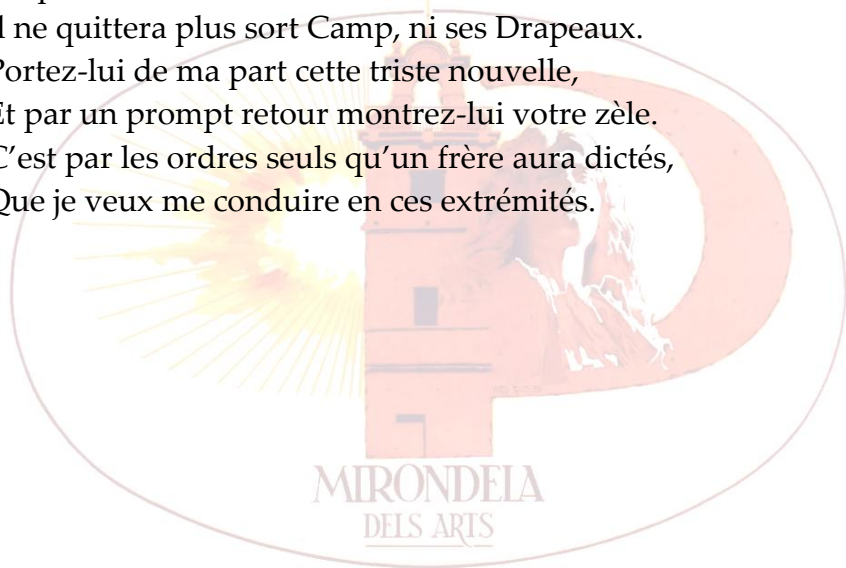 l ne quittera plus sort Camp, ni ses Drapeaux.
Portez-lui de ma part cette triste nouvelle,
Et par un prompt retour montrez-lui votre zèle.
C’est par les ordres seuls qu’un frère aura dictés,
Que je veux me conduire en ces extrémités.
MIRONDELA
DELS ARTS